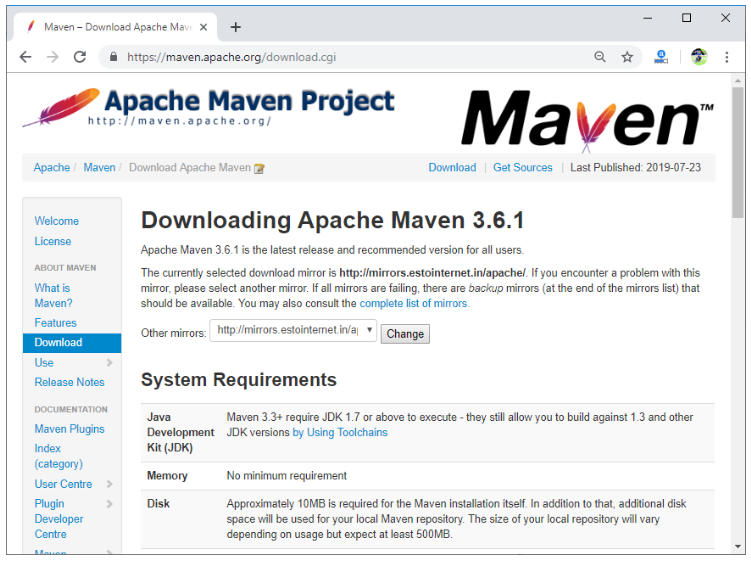 Maven – Download Apache Mav
https://maven.apache.org/download.cgi
Apache Maven Project
http://maven.apache.org/
Maven™
Apache / Maven / Download Apache Maven
Download | Get Sources | Last Published: 2019-07-23
Welcome
License
ABOUT MAVEN
What is
Maven?
Features
Download
Use
Release Notes
DOCUMENTATION
Maven Plugins
Index
(category)
User Centre
Plugin
Developer
Centre
Maven
Downloading Apache Maven 3.6.1
Apache Maven 3.6.1 is the latest release and recommended version for all users.
The currently selected download mirror is http://mirrors.estointernet.in/apache/. If you encounter a problem with this
mirror, please select another mirror. If all mirrors are failing, there are backup mirrors (at the end of the mirrors list) that
should be available. You may also consult the complete list of mirrors.
Other mirrors: http://mirrors.estointernet.in/a Change
System Requirements
Java
Development
Kit (JDK)
Maven 3.3+ require JDK 1.7 or above to execute - they still allow you to build against 1.3 and other
JDK versions by Using Toolchains
Memory
No minimum requirement
Disk
Approximately 10MB is required for the Maven installation itself. In addition to that, additional disk
space will be used for your local Maven repository. The size of your local repository will vary
depending on usage but expect at least 500MB.